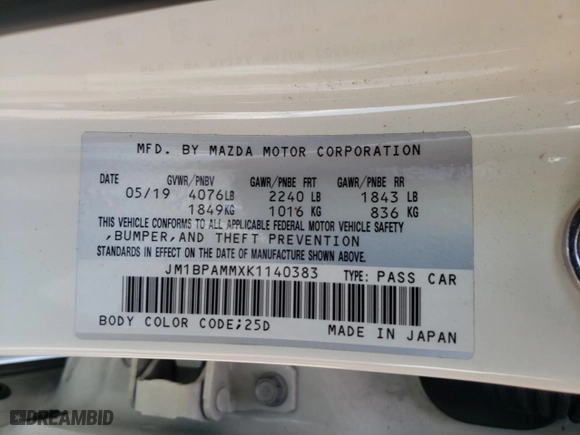 MFD. BY MAZDA MOTOR CORPORATION
DATE GVWR/PNBV GAWR/PNBE FRT GAWR/PNBE RR
05/19 4076LB 2240 LB 1843 LB
1849KG 1016 KG 836 KG
THIS VEHICLE CONFORMS TO ALL APPLICABLE FEDERAL MOTOR VEHICLE SAFETY
,BUMPER,AND THEFT PREVENTION
STANDARDS IN EFFECT ON THE DATE OF MANUFACTURE SHOWN ABOVE.
JM1BPAMMXK1140383 TYPE: PASS CAR
BODY COLOR CODE;25D MADE IN JAPAN
DREAMBID